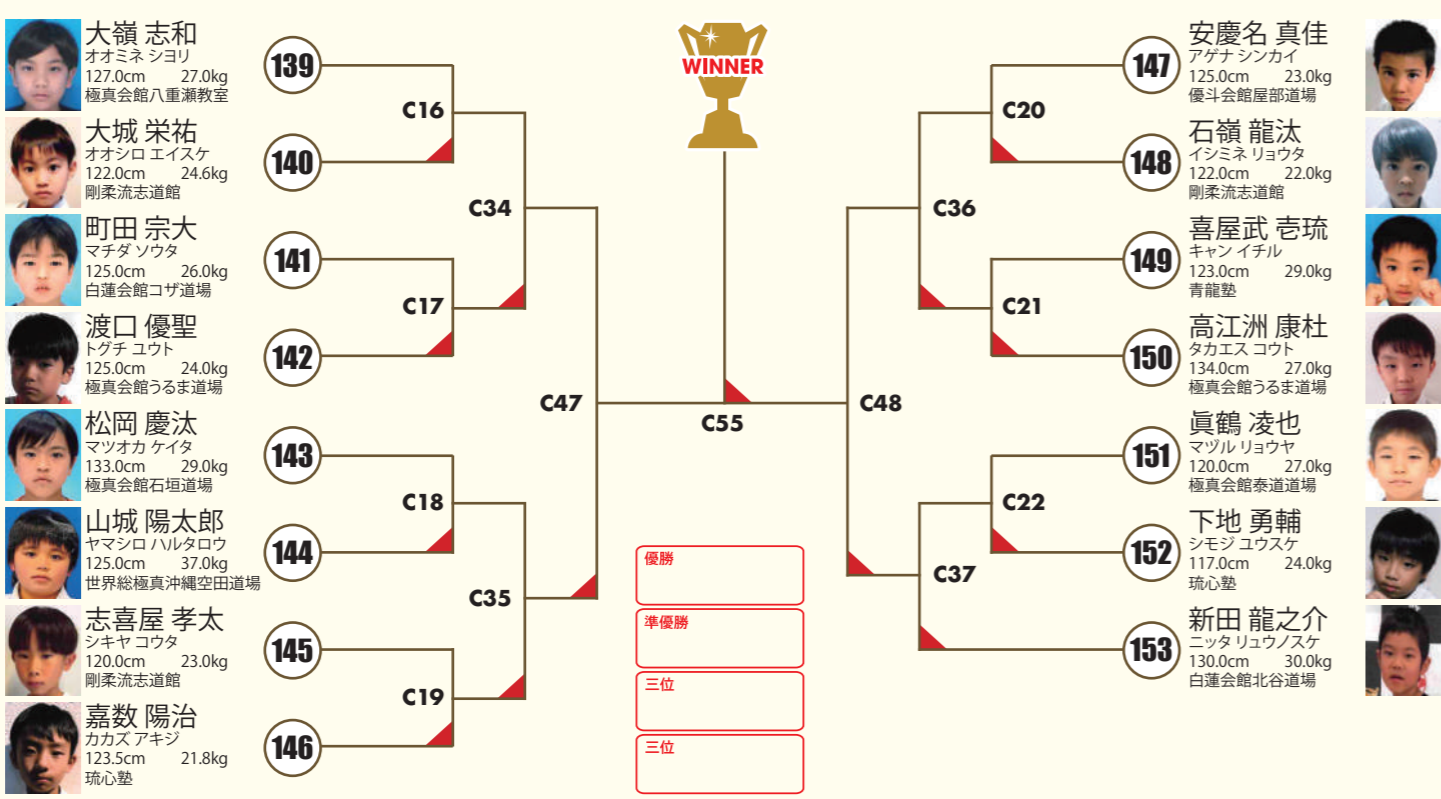 大嶺 志和
オオミネ シヨリ
127.0cm 27.0kg
極真会館八重瀬教室
139
大城 栄祐
オオシロ エイスケ
122.0cm 24.6kg
剛柔流志道館
140
町田 宗大
マチダ ソウタ
125.0cm 26.0kg
白蓮会館コザ道場
141
渡口 優聖
トグチ ユウト
125.0cm 24.0kg
極真会館うるま道場
142
松岡 慶汰
マツオカ ケイタ
133.0cm 29.0kg
極真会館石垣道場
143
山城 陽太郎
ヤマシロ ハルタロウ
125.0cm 37.0kg
世界総極真沖縄空田道場
144
志喜屋 孝太
シキヤ コウタ
120.0cm 23.0kg
剛柔流志道館
145
嘉数 陽治
カカズ アキジ
123.5cm 21.8kg
琉心塾
146
C16
C17
C18
C19
C34
C35
C47
WINNER
C55
優勝
準優勝
三位
三位
C48
C36
C37
C20
C21
C22
147
安慶名 真佳
アゲナ シンカイ
125.0cm 23.0kg
優斗会館屋部道場
148
石嶺 龍汰
イシミネ リョウタ
122.0cm 22.0kg
剛柔流志道館
149
喜屋武 壱琉
キャン イチル
123.0cm 29.0kg
青龍塾
150
高江洲 康杜
タカエス コウト
134.0cm 27.0kg
極真会館うるま道場
151
眞鶴 凌也
マヅル リョウヤ
120.0cm 27.0kg
極真会館泰道道場
152
下地 勇輔
シモジ ユウスケ
117.0cm 24.0kg
琉心塾
153
新田 龍之介
ニッタ リュウノスケ
130.0cm 30.0kg
白蓮会館北谷道場